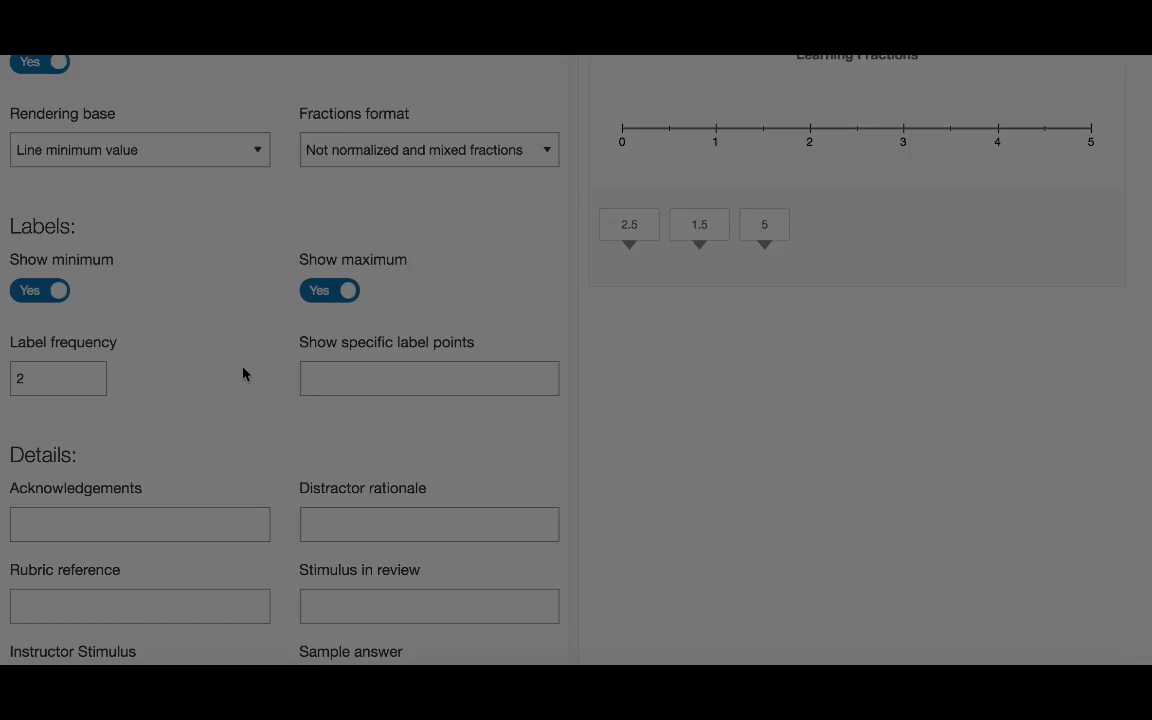 Yes
Learning Fractions
Rendering base
Fractions format
Line minimum value
Not normalized and mixed fractions
0 1 2 3 4 5
2.5 1.5 5
Labels:
Show minimum
Show maximum
Yes
Yes
Label frequency
Show specific label points
2
Details:
Acknowledgements
Distractor rationale
Rubric reference
Stimulus in review
Instructor Stimulus
Sample answer